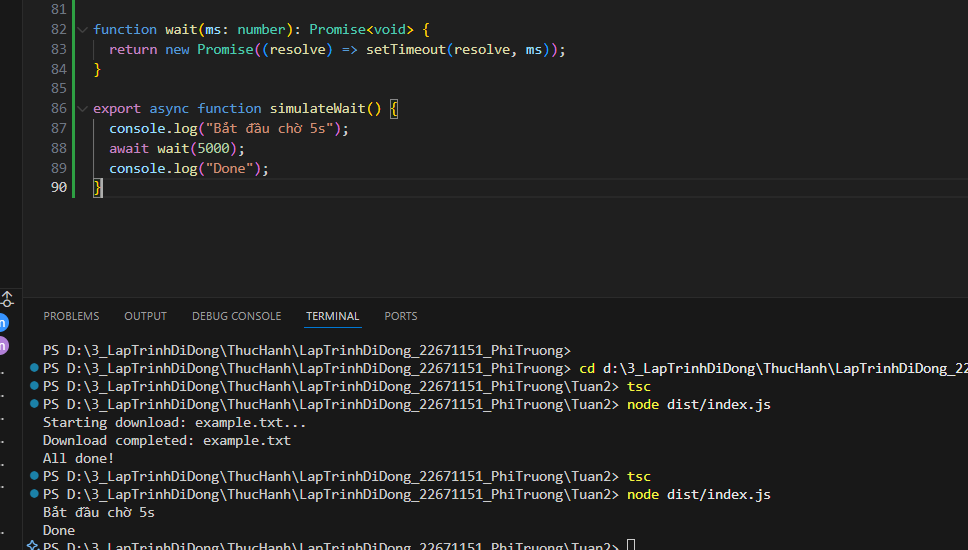 81
82 function wait(ms: number): Promise<void> {
83 return new Promise((resolve) => setTimeout(resolve, ms));
84 }
85
86 export async function simulateWait() {
87 console.log("Bắt đầu chờ 5s");
88 await wait(5000);
89 console.log("Done");
90 }
PROBLEMS OUTPUT DEBUG CONSOLE TERMINAL PORTS
PS D:\3_LapTrinhDiDong\ThucHanh\LapTrinhDiDong_22671151_PhiTruong>
PS D:\3_LapTrinhDiDong\ThucHanh\LapTrinhDiDong_22671151_PhiTruong> cd d:\3_LapTrinhDiDong\ThucHanh\LapTrinhDiDong_22
PS D:\3_LapTrinhDiDong\ThucHanh\LapTrinhDiDong_22671151_PhiTruong\Tuan2> tsc
PS D:\3_LapTrinhDiDong\ThucHanh\LapTrinhDiDong_22671151_PhiTruong\Tuan2> node dist/index.js
Starting download: example.txt...
Download completed: example.txt
All done!
PS D:\3_LapTrinhDiDong\ThucHanh\LapTrinhDiDong_22671151_PhiTruong\Tuan2> tsc
PS D:\3_LapTrinhDiDong\ThucHanh\LapTrinhDiDong_22671151_PhiTruong\Tuan2> node dist/index.js
Bắt đầu chờ 5s
Done
PS D:\3_LapTrinhDiDong\ThucHanh\LapTrinhDiDong_22671151_PhiTruong\Tuan2>